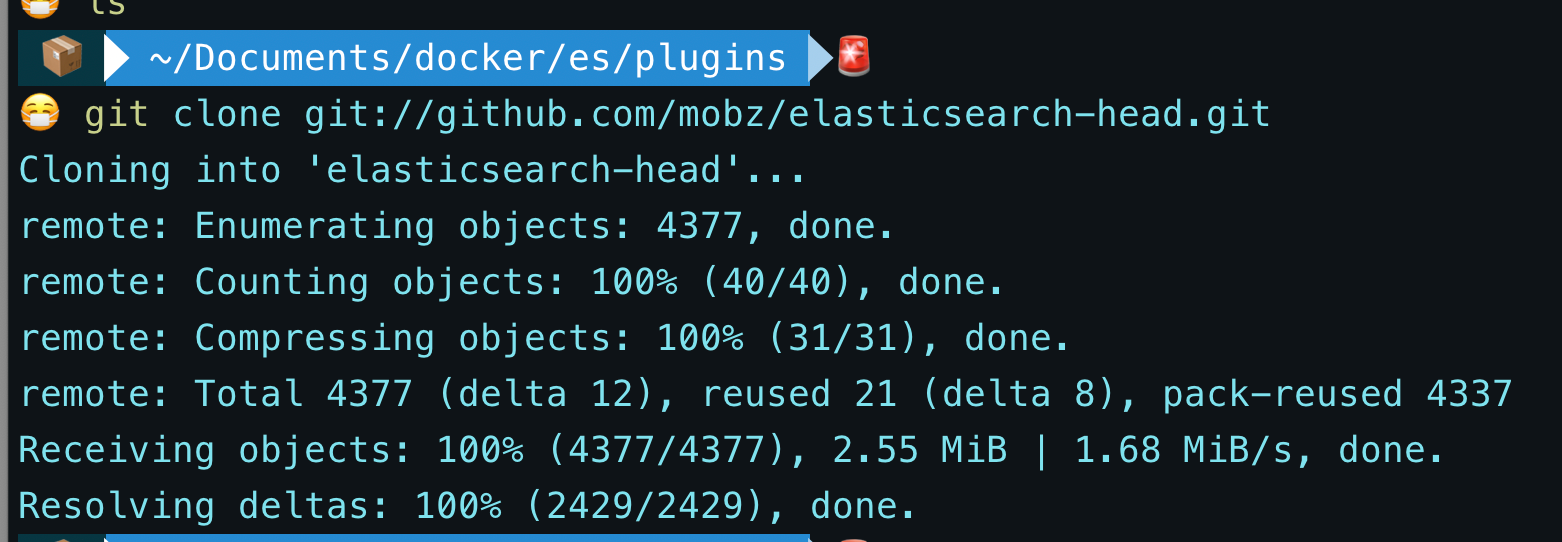 ls
~/Documents/docker/es/plugins
git clone git://github.com/mobz/elasticsearch-head.git
Cloning into 'elasticsearch-head'...
remote: Enumerating objects: 4377, done.
remote: Counting objects: 100% (40/40), done.
remote: Compressing objects: 100% (31/31), done.
remote: Total 4377 (delta 12), reused 21 (delta 8), pack-reused 4337
Receiving objects: 100% (4377/4377), 2.55 MiB | 1.68 MiB/s, done.
Resolving deltas: 100% (2429/2429), done.